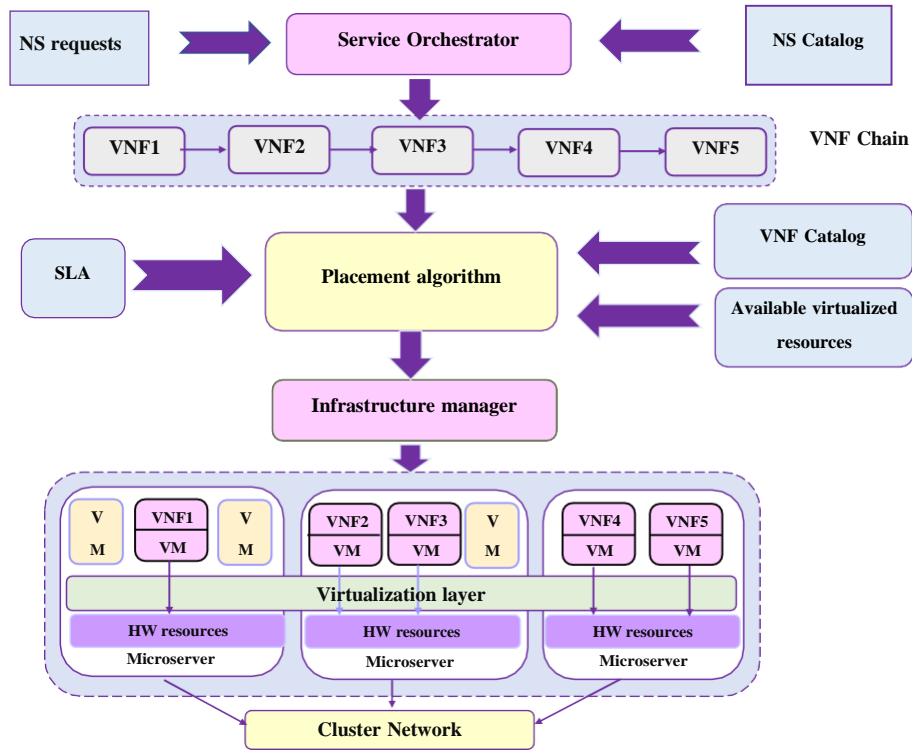 NS requests
Service Orchestrator
NS Catalog
VNF1
VNF2
VNF3
VNF4
VNF5
VNF Chain
SLA
Placement algorithm
VNF Catalog
Available virtualized
resources
Infrastructure manager
V
M
VNF1
VM
V
M
VNF2
VM
VNF3
VM
V
M
VNF4
VM
VNF5
VM
Virtualization layer
HW resources
HW resources
HW resources
Microserver
Microserver
Microserver
Cluster Network